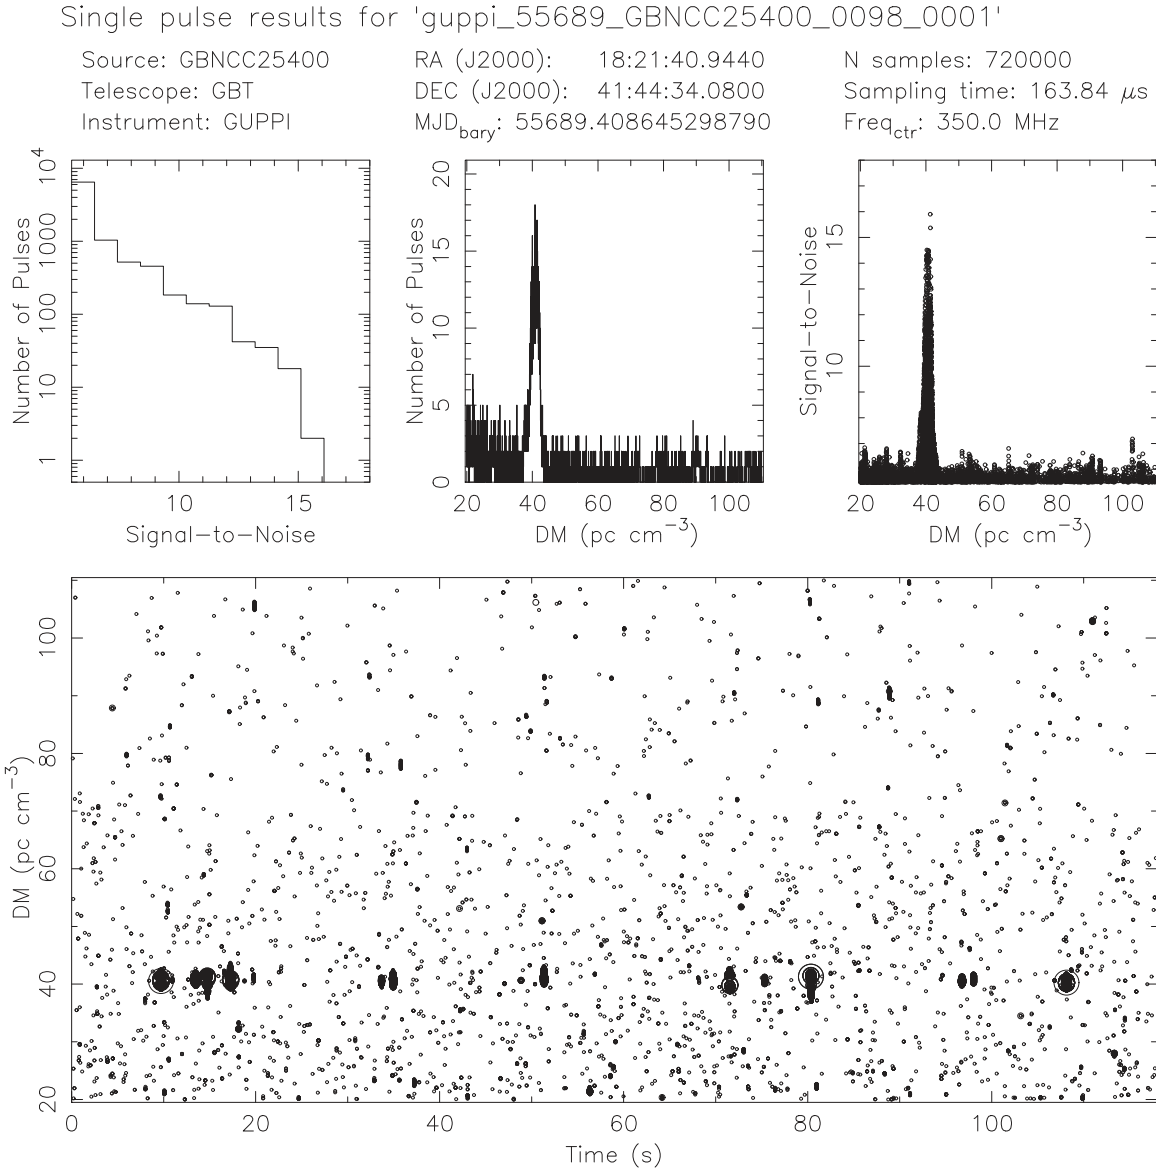 Single pulse results for 'guppi_55689_GBNCC25400_0098_0001'
Source: GBNCC25400
RA (J2000): 18:21:40.9440
N samples: 720000
Telescope: GBT
DEC (J2000): 41:44:34.0800
Sampling time: 163.84 μs
Instrument: GUPPI
MJD_bary: 55689.408645298790
Freq_ctr: 350.0 MHz
Number of Pulses
10^4
1000
100
10
1
10 15
Signal-to-Noise
Number of Pulses
20
15
10
5
0
20 40 60 80 100
DM (pc cm^-3)
Signal-to-Noise
15
10
20 40 60 80 100
DM (pc cm^-3)
DM (pc cm^-3)
100
80
60
40
20
0 20 40 60 80 100
Time (s)